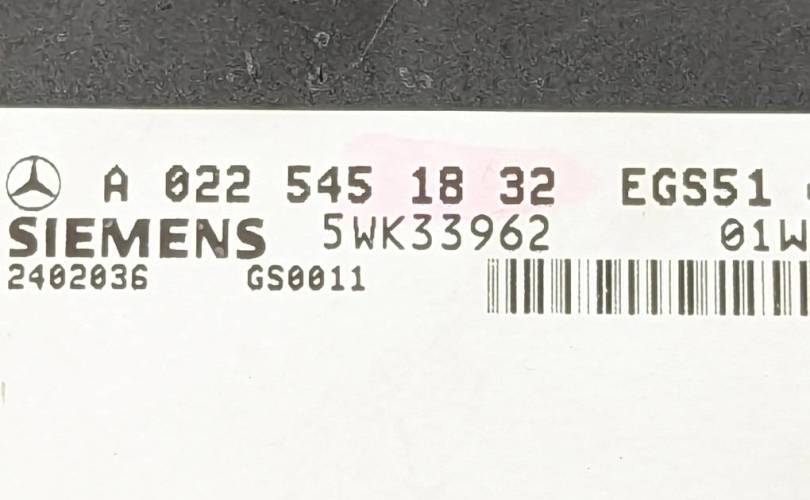 A 022 545 18 32 EGS51
SIEMENS 5WK33962 01W
2402036 GS0011